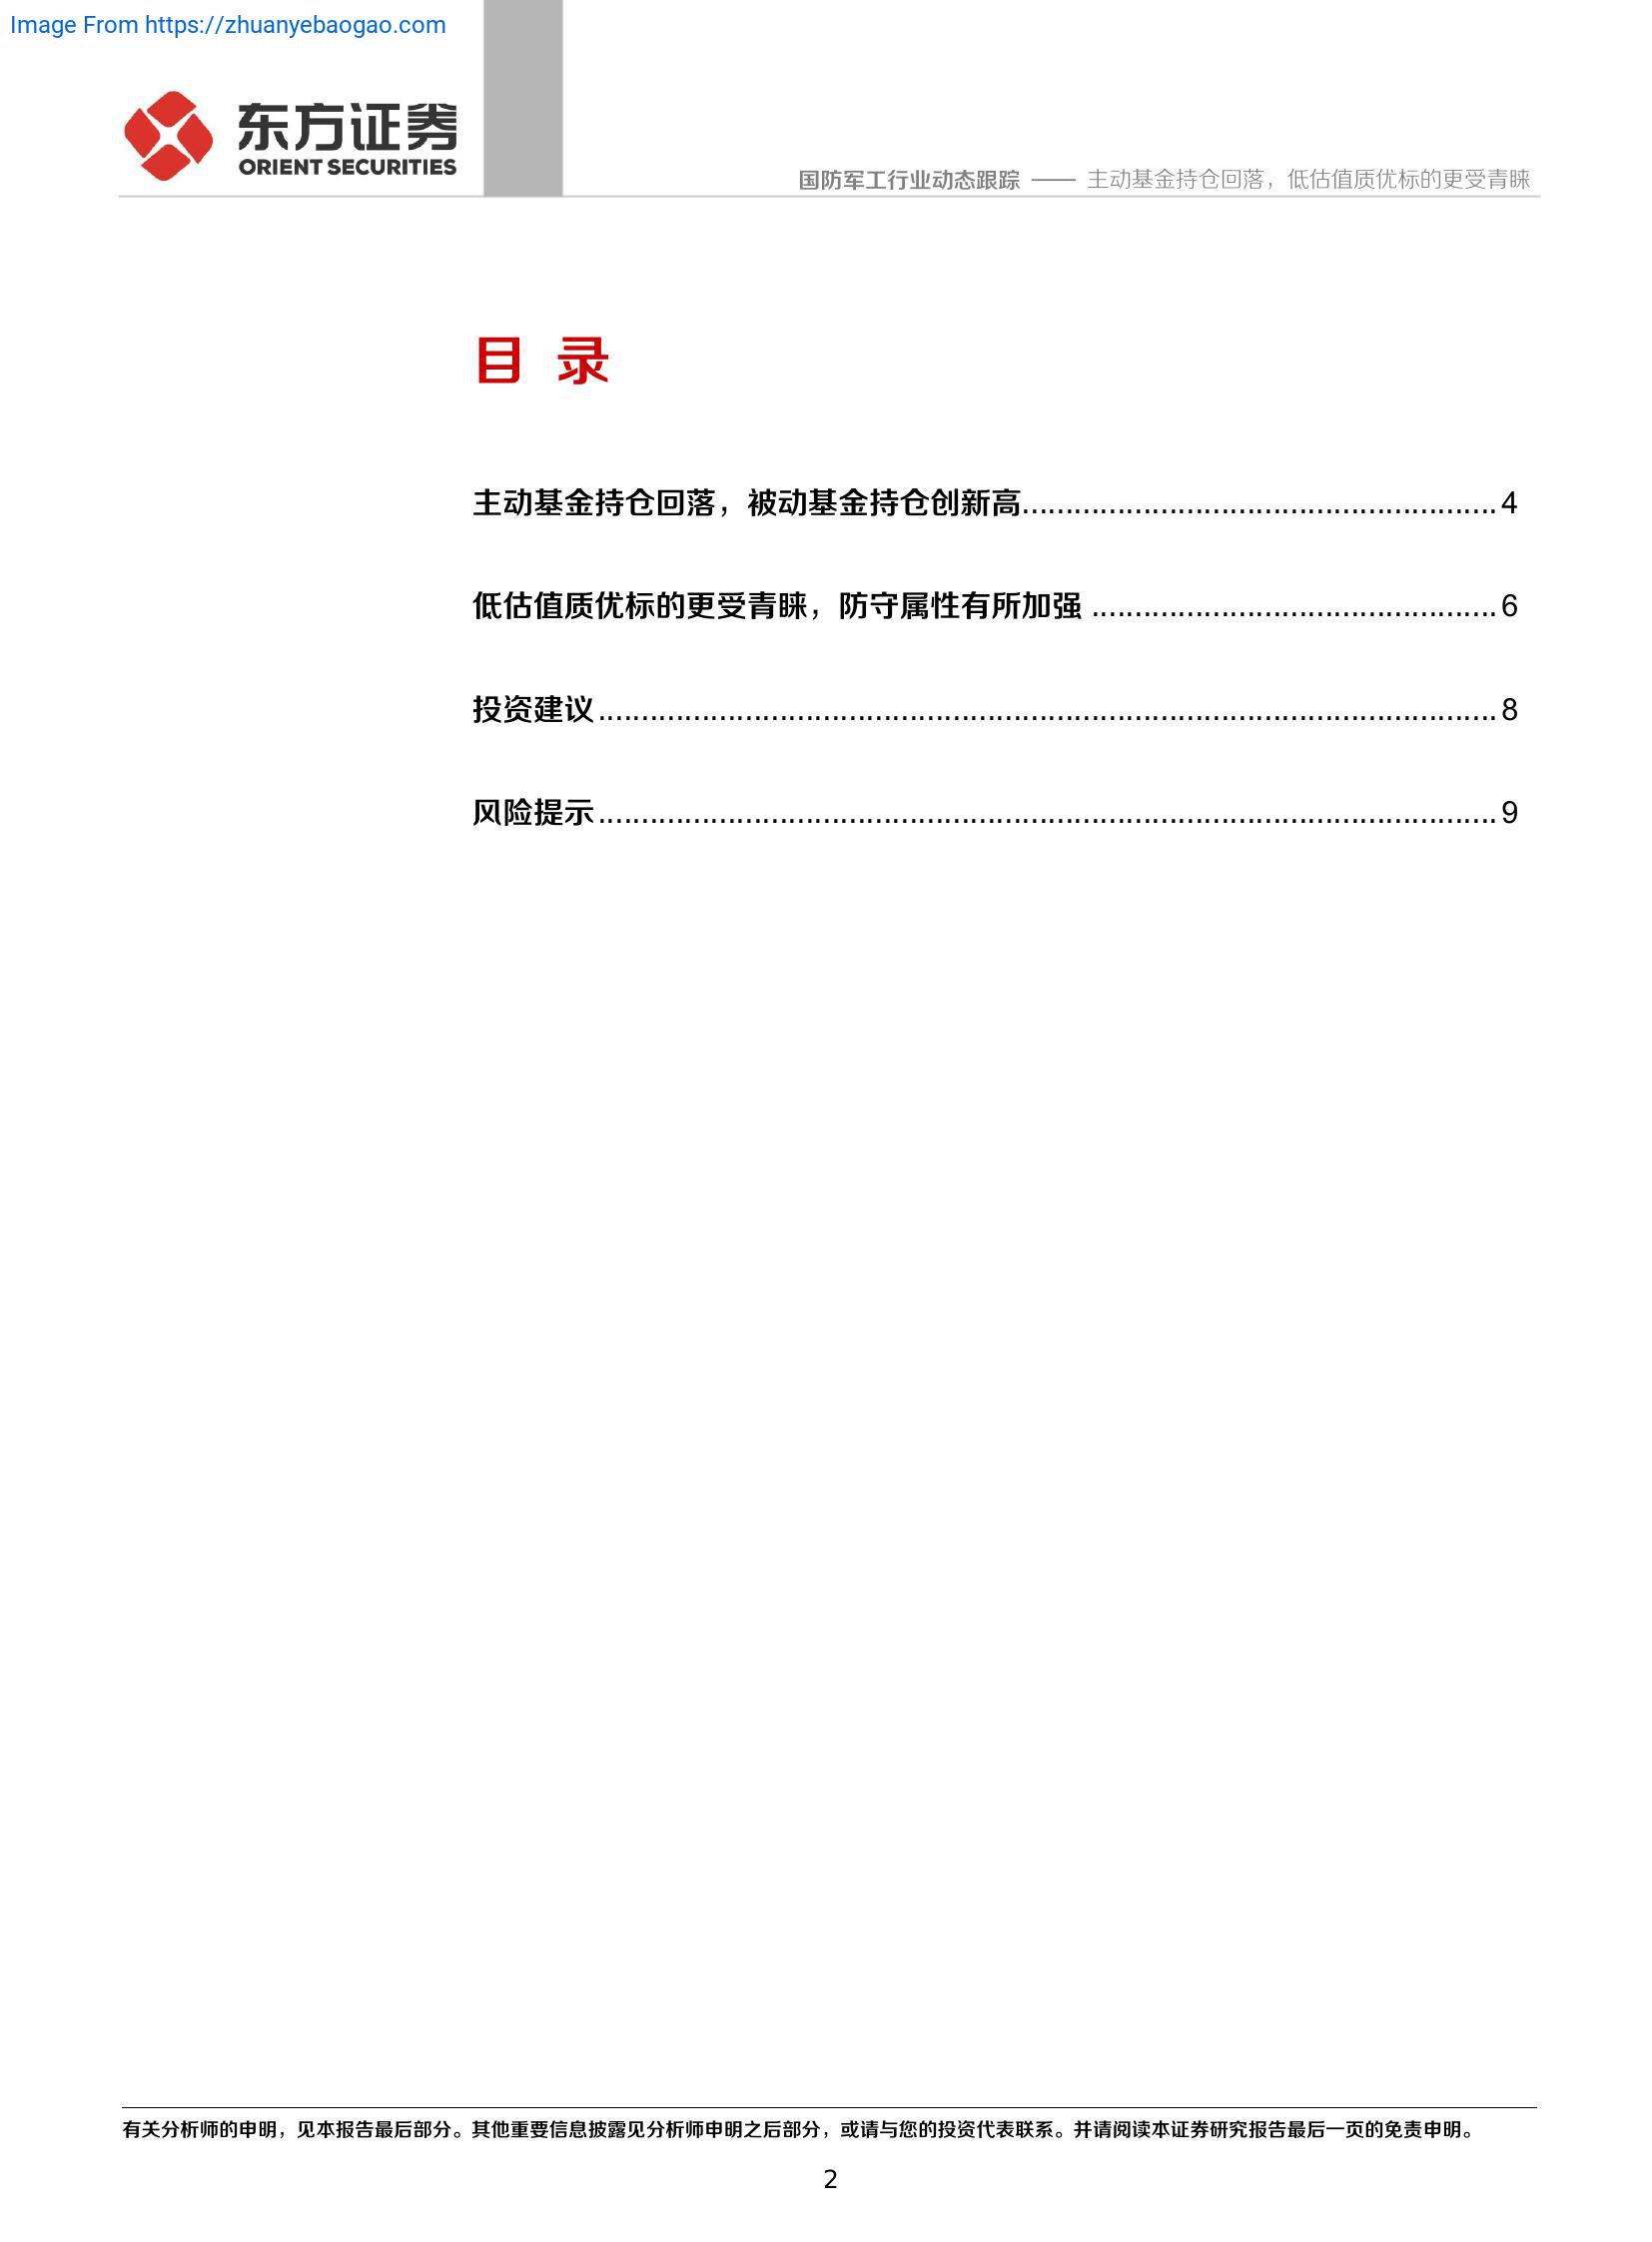 Image From https://zhuanyebaogao.com
东方证券
ORIENT SECURITIES
国防军工行业动态跟踪 —— 主动基金持仓回落，低估值质优标的更受青睐
目 录
主动基金持仓回落，被动基金持仓创新高.......................................................4
低估值质优标的更受青睐，防守属性有所加强 ...............................................6
投资建议........................................................................................................8
风险提示........................................................................................................9
有关分析师的申明，见本报告最后部分。其他重要信息披露见分析师申明之后部分，或请与您的投资代表联系。并请阅读本证券研究报告最后一页的免责申明。
2